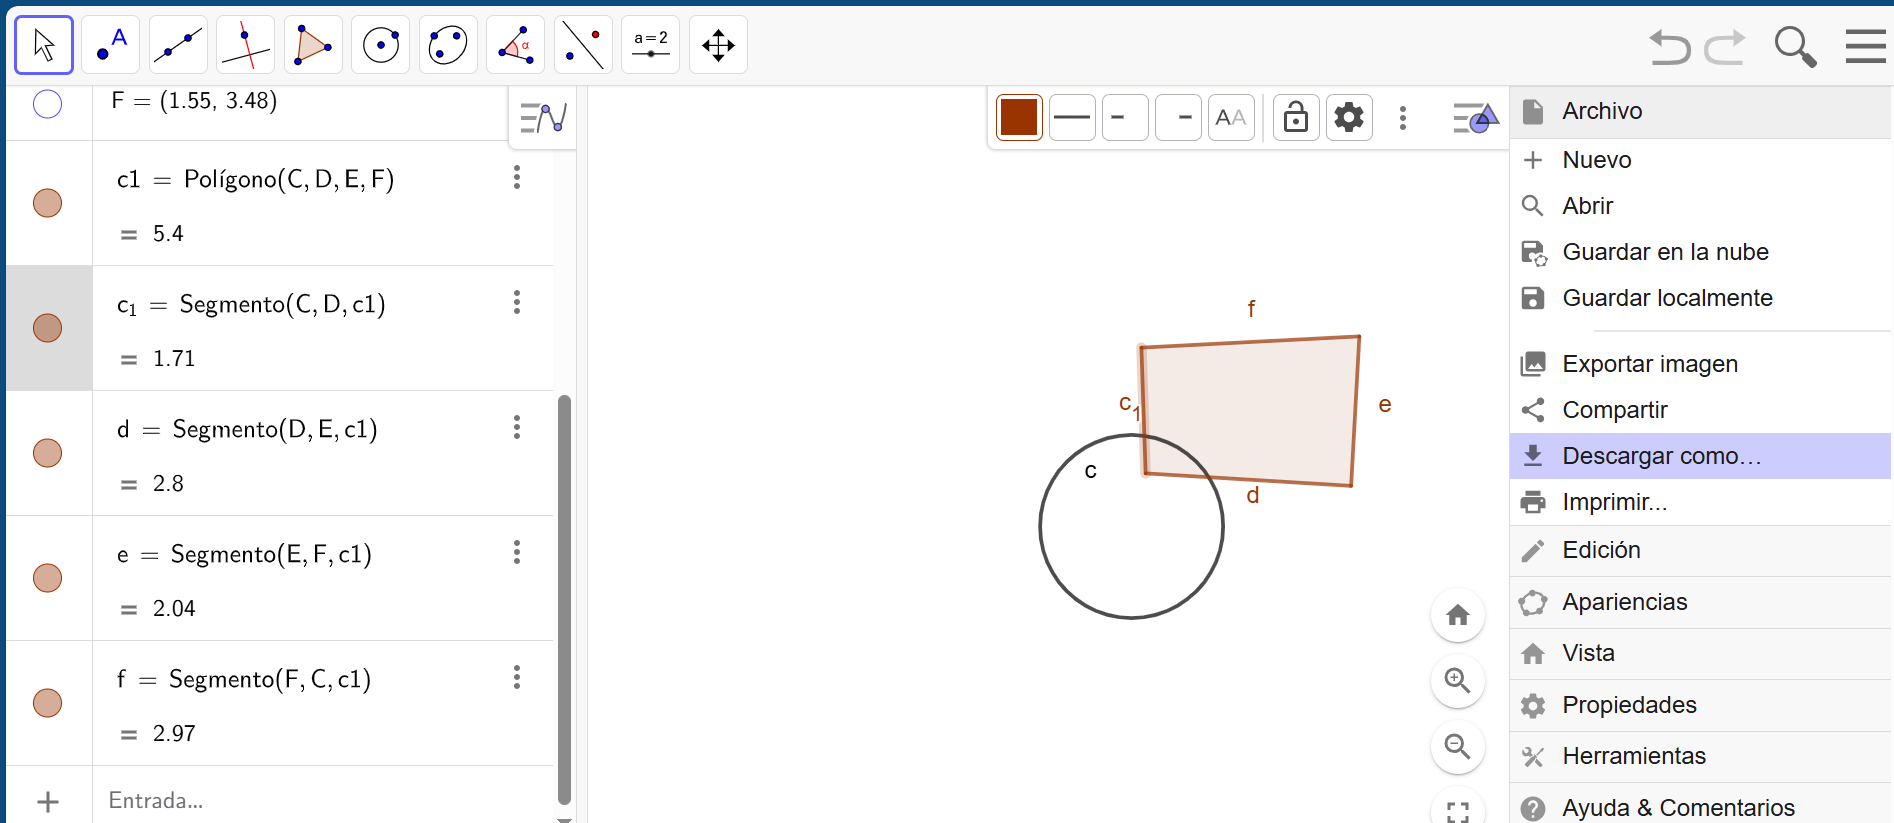 A
α
a = 2
F = (1.55, 3.48)
c1 = Polígono(C, D, E, F)
= 5.4
c₁ = Segmento(C, D, c1)
= 1.71
d = Segmento(D, E, c1)
= 2.8
e = Segmento(E, F, c1)
= 2.04
f = Segmento(F, C, c1)
= 2.97
Entrada...
AA
f
c₁
e
c
d
Archivo
Nuevo
Abrir
Guardar en la nube
Guardar localmente
Exportar imagen
Compartir
Descargar como…
Imprimir...
Edición
Apariencias
Vista
Propiedades
Herramientas
Ayuda & Comentarios